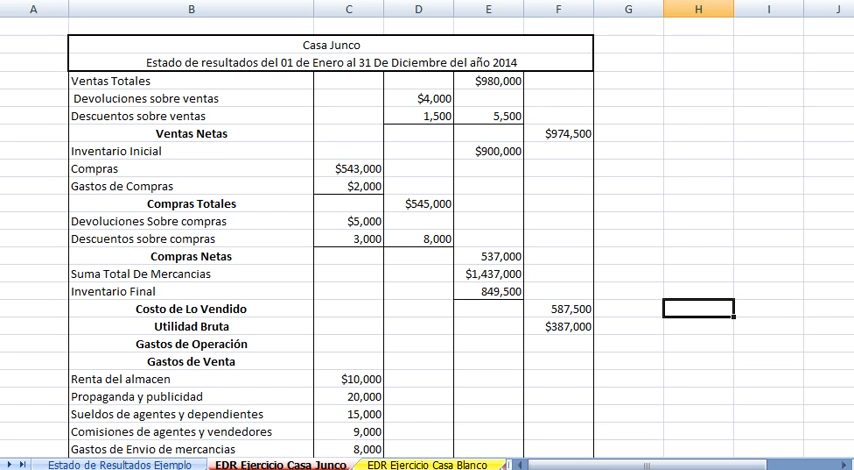 A B C D E F G H I J
Casa Junco
Estado de resultados del 01 de Enero al 31 De Diciembre del año 2014
Ventas Totales $980,000
Devoluciones sobre ventas $4,000
Descuentos sobre ventas 1,500 5,500
Ventas Netas $974,500
Inventario Inicial $900,000
Compras $543,000
Gastos de Compras $2,000
Compras Totales $545,000
Devoluciones Sobre compras $5,000
Descuentos sobre compras 3,000 8,000
Compras Netas 537,000
Suma Total De Mercancias $1,437,000
Inventario Final 849,500
Costo de Lo Vendido 587,500
Utilidad Bruta $387,000
Gastos de Operación
Gastos de Venta
Renta del almacen $10,000
Propaganda y publicidad 20,000
Sueldos de agentes y dependientes 15,000
Comisiones de agentes y vendedores 9,000
Gastos de Envio de mercancias 8,000
Estado de Resultados Ejemplo EDR Ejercicio Casa Junco EDR Ejercicio Casa Blanco